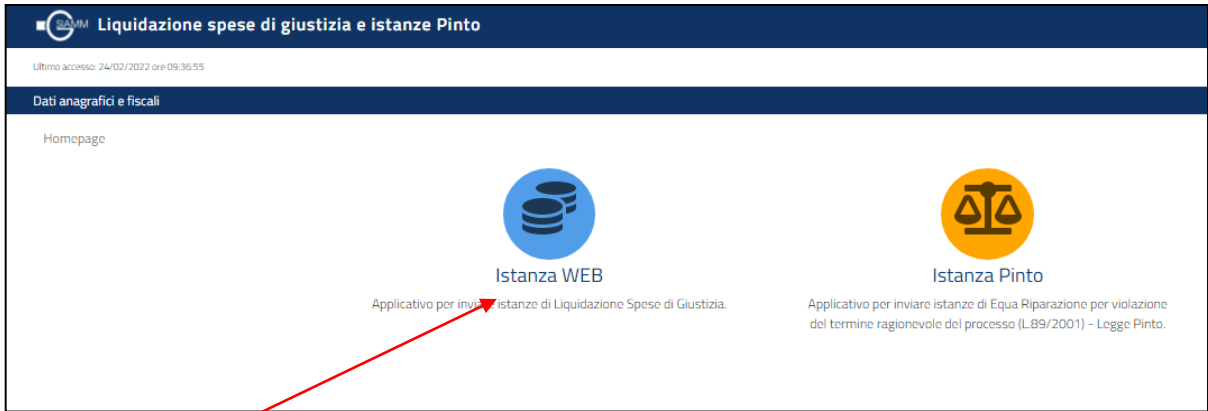 SIAMM Liquidazione spese di giustizia e istanze Pinto
Ultimo accesso: 24/02/2022 ore 09:36:55
Dati anagrafici e fiscali
Homepage
Istanza WEB
Applicativo per inviare istanze di Liquidazione Spese di Giustizia.
Istanza Pinto
Applicativo per inviare istanze di Equa Riparazione per violazione
del termine ragionevole del processo (L.89/2001) - Legge Pinto.